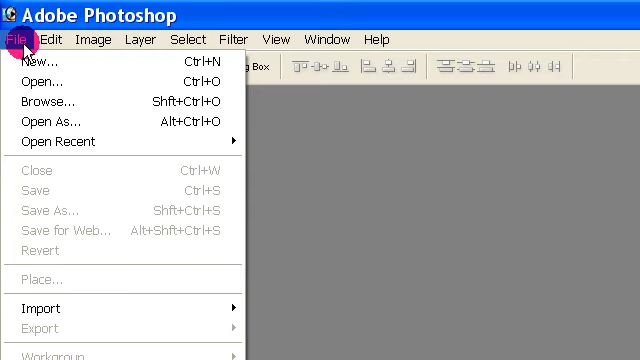 Adobe Photoshop
File Edit Image Layer Select Filter View Window Help
New... Ctrl+N
Box
Open... Ctrl+O
Browse... Shft+Ctrl+O
Open As... Alt+Ctrl+O
Open Recent
Close Ctrl+W
Save Ctrl+S
Save As... Shft+Ctrl+S
Save for Web... Alt+Shft+Ctrl+S
Revert
Place...
Import
Export
Workgroup